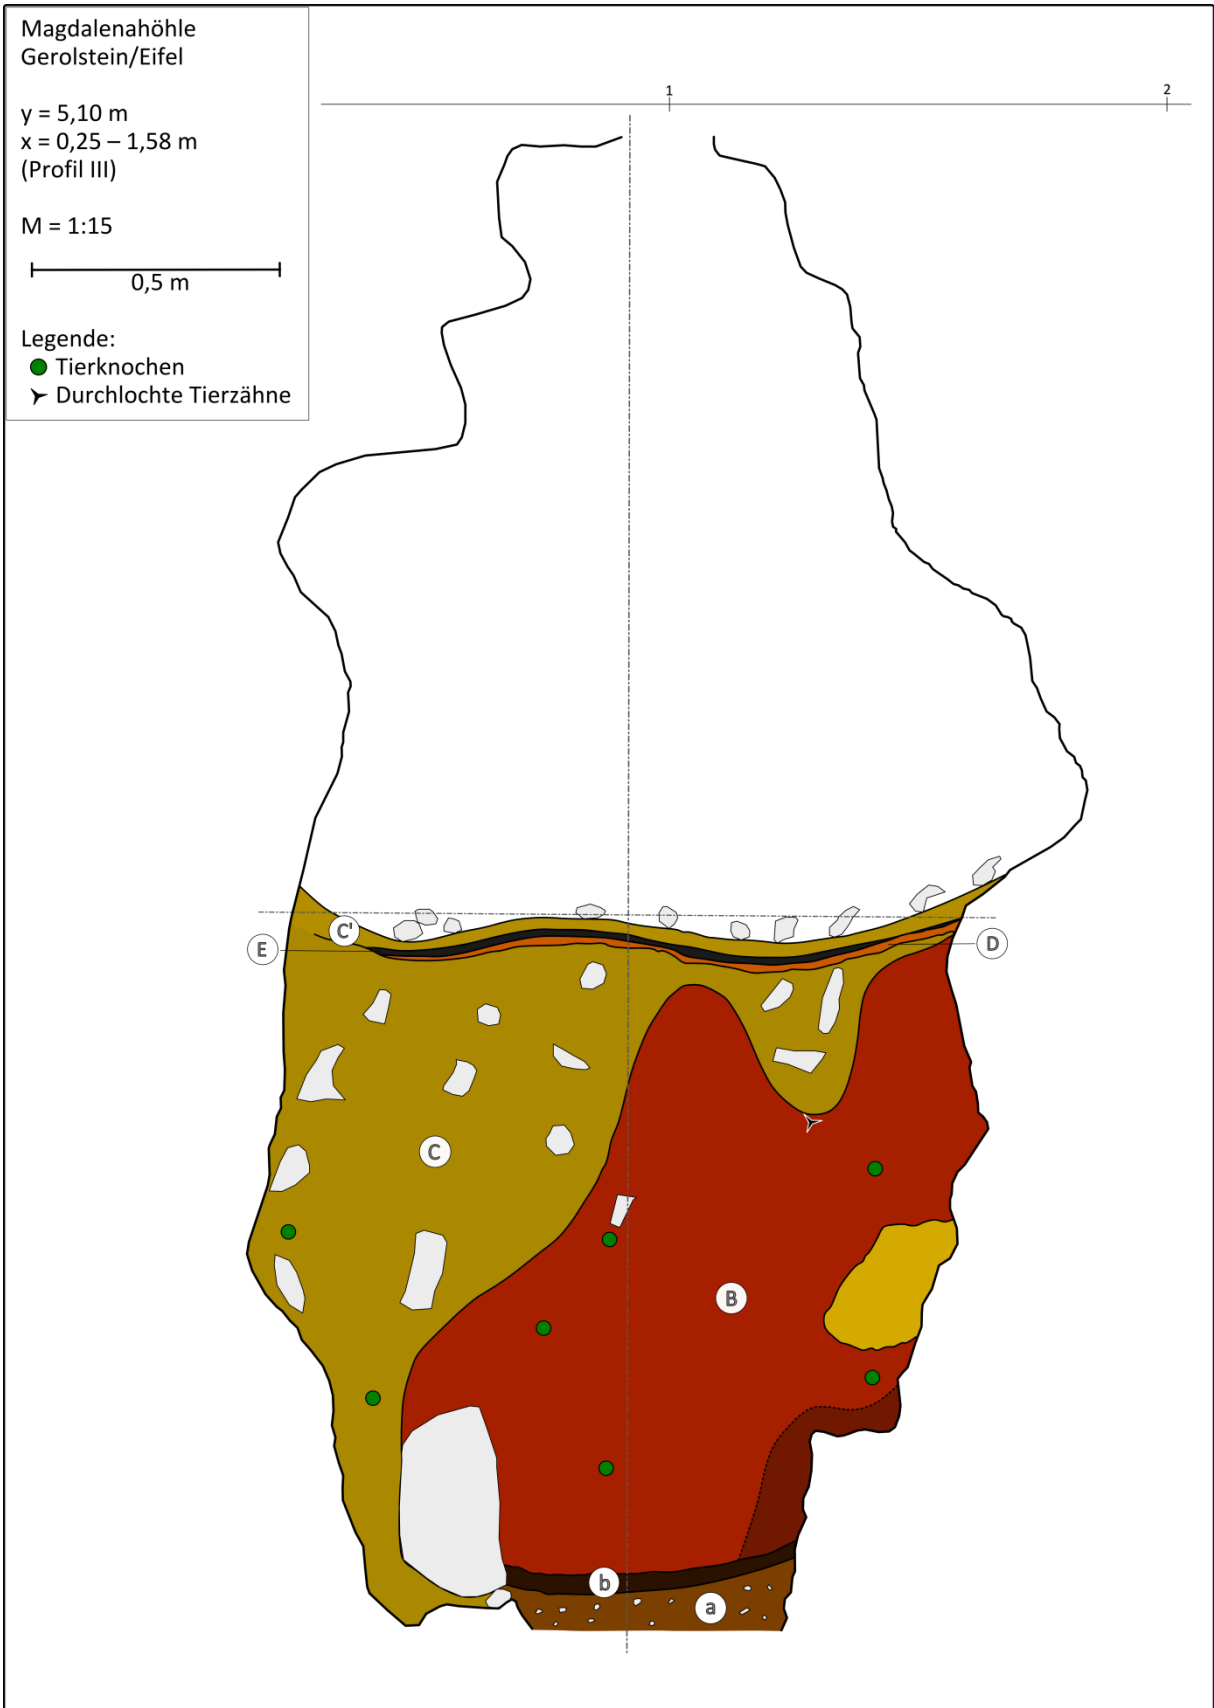 Magdalenahöhle
Gerolstein/Eifel
y = 5,10 m
x = 0,25 – 1,58 m
(Profil III)
M = 1:15
0,5 m
Legende:
Tierknochen
Durchlochte Tierzähne
1
2
C'
E
D
C
B
b
a